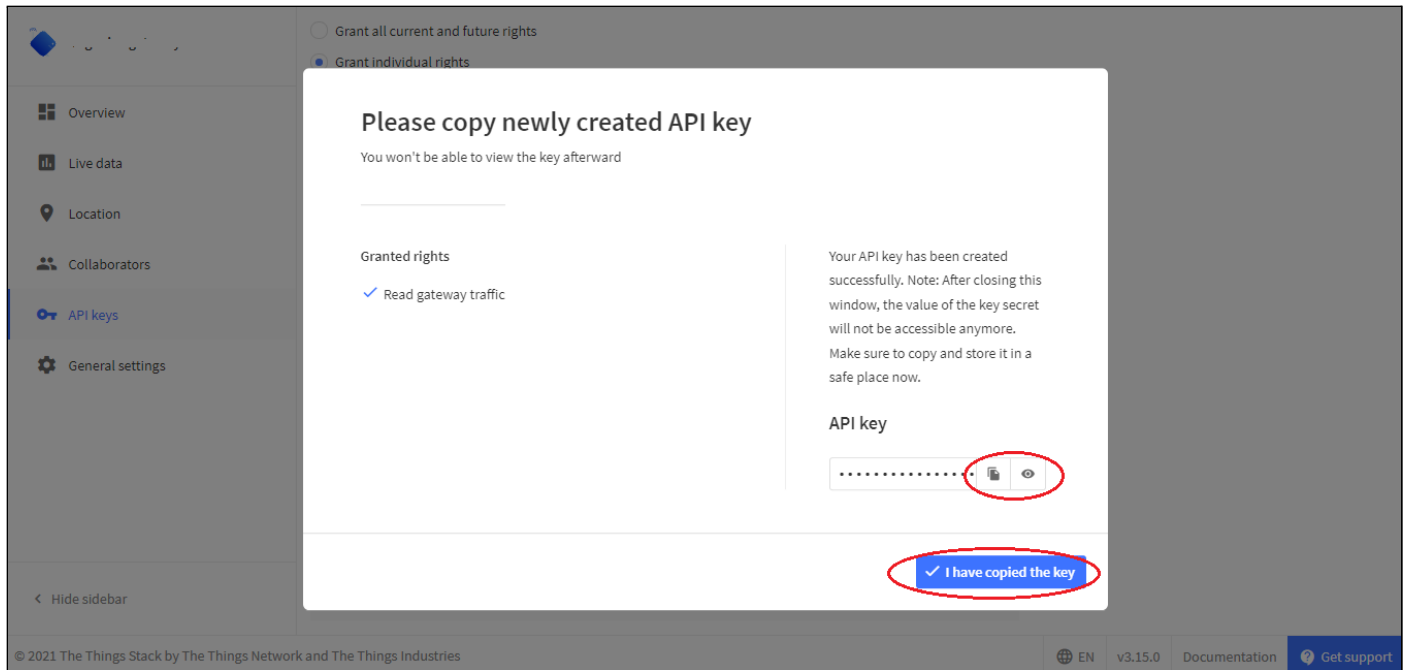 Grant all current and future rights
Grant individual rights
Overview
Live data
Location
Collaborators
API keys
General settings
Hide sidebar
Please copy newly created API key
You won't be able to view the key afterward
Granted rights
Read gateway traffic
Your API key has been created
successfully. Note: After closing this
window, the value of the key secret
will not be accessible anymore.
Make sure to copy and store it in a
safe place now.
API key
I have copied the key
© 2021 The Things Stack by The Things Network and The Things Industries
EN
v3.15.0
Documentation
Get support